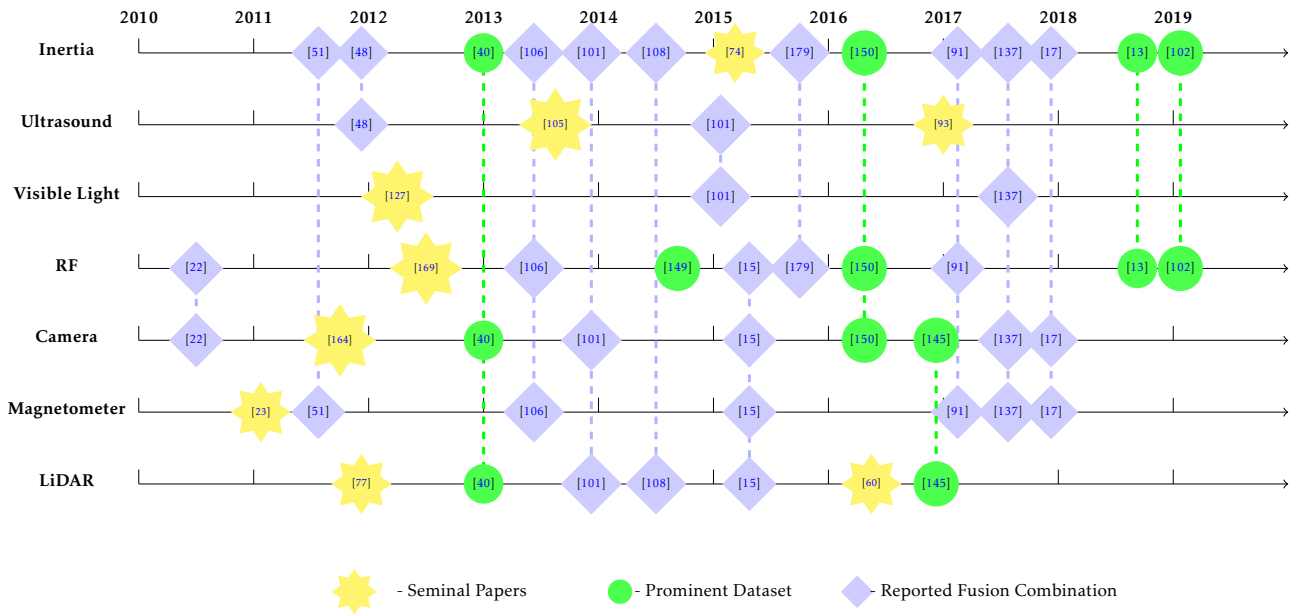 2010 2011 2012 2013 2014 2015 2016 2017 2018 2019
Inertia [51] [48] [40] [106] [101] [108] [74] [179] [150] [91] [137] [17] [13] [102]
Ultrasound [48] [105] [101] [93]
Visible Light [127] [101] [137]
RF [22] [169] [106] [149] [15] [179] [150] [91] [13] [102]
Camera [22] [164] [40] [101] [15] [150] [145] [137] [17]
Magnetometer [23] [51] [106] [15] [91] [137] [17]
LiDAR [77] [40] [101] [108] [15] [60] [145]
- Seminal Papers - Prominent Dataset - Reported Fusion Combination